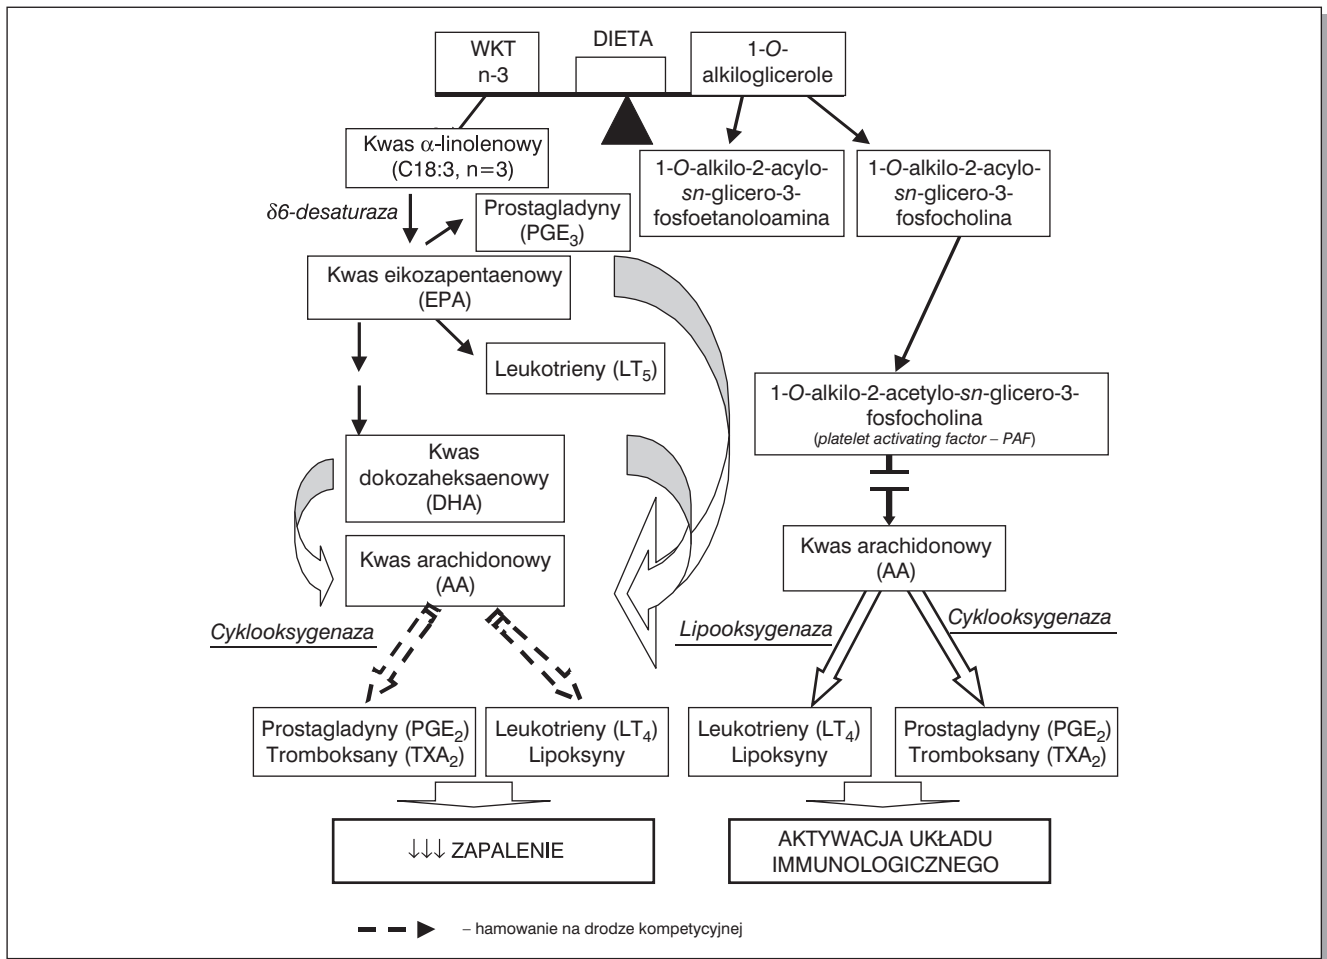 WKT
n-3
DIETA
1-O-
alkiloglicerole
Kwas α-linolenowy
(C18:3, n=3)
1-O-alkilo-2-acylo-
sn-glicero-3-
fosfoetanoloamina
1-O-alkilo-2-acylo-
sn-glicero-3-
fosfocholina
δ6-desaturaza
Prostagladyny
(PGE3)
Kwas eikozapentaenowy
(EPA)
Leukotrieny (LT5)
1-O-alkilo-2-acetylo-sn-glicero-3-
fosfocholina
(platelet activating factor – PAF)
Kwas
dokozaheksaenowy
(DHA)
Kwas arachidonowy
(AA)
Kwas arachidonowy
(AA)
Cyklooksygenaza
Lipooksygenaza
Cyklooksygenaza
Prostagladyny (PGE2)
Tromboksany (TXA2)
Leukotrieny (LT4)
Lipoksyny
Leukotrieny (LT4)
Lipoksyny
Prostagladyny (PGE2)
Tromboksany (TXA2)
↓↓↓ ZAPALENIE
AKTYWACJA UKŁADU
IMMUNOLOGICZNEGO
– hamowanie na drodze kompetycyjnej